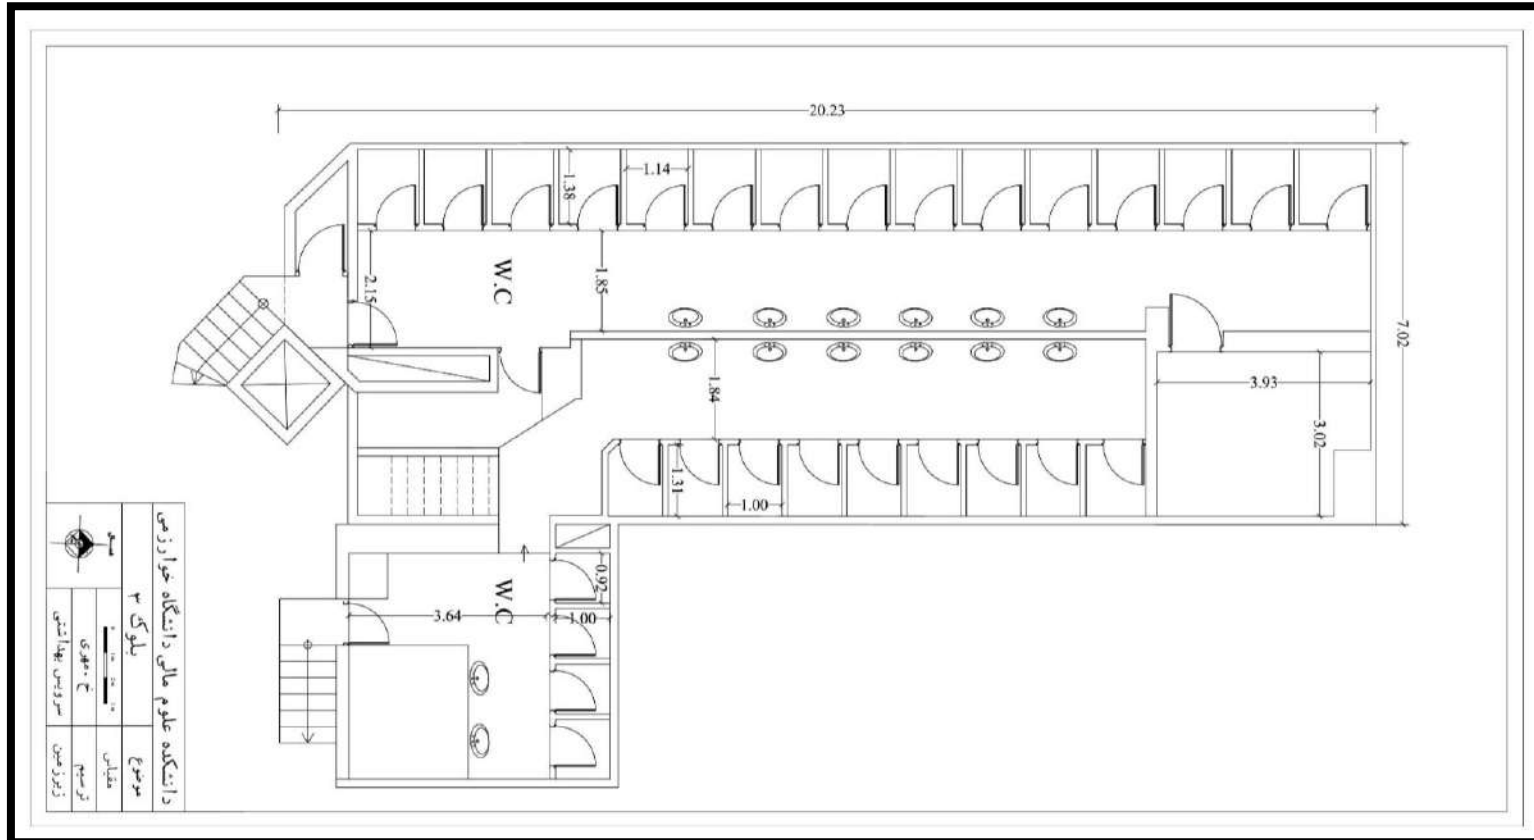 20.23
1.14
1.38
W.C
2.15
1.85
7.02
1.84
3.93
3.02
1.31
1.00
0.92
W.C
3.64
1.00
دانشکده علوم مالی دانشگاه خوارزمی
موضوع
بلوک ۳
مقیاس
ترسیم
زیرزمین
سرویس بهداشتی